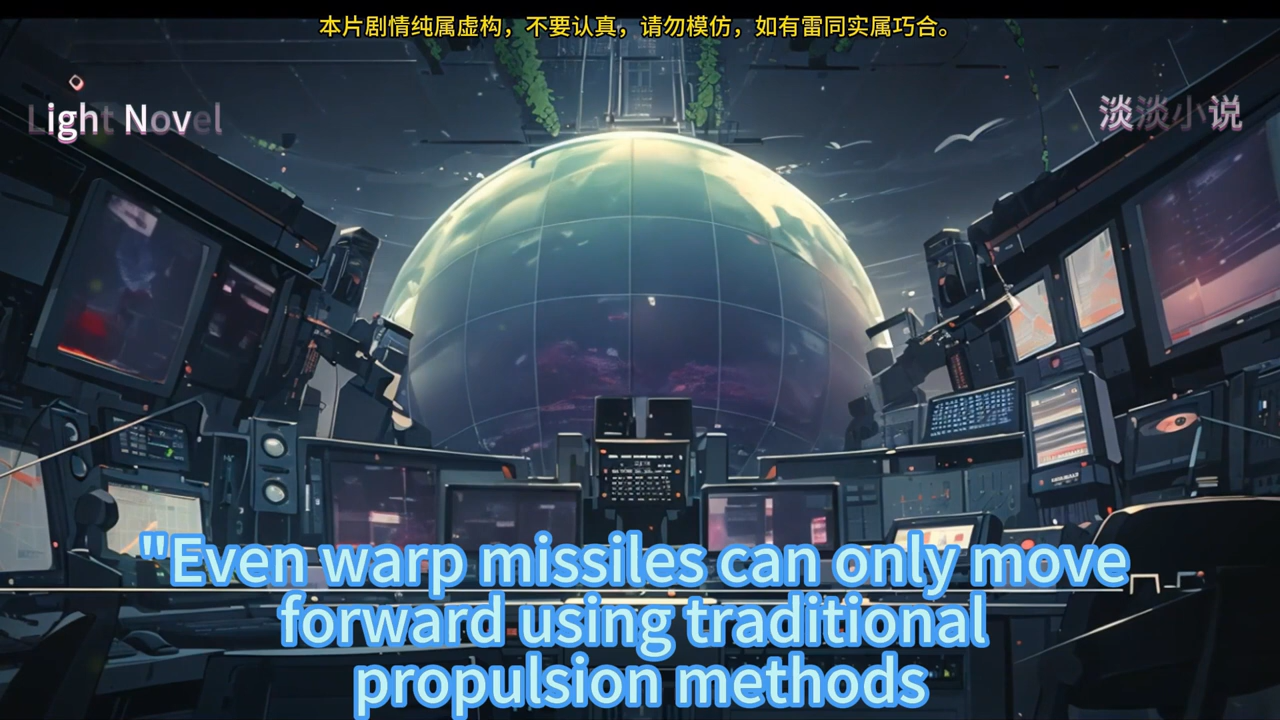 本片剧情纯属虚构，不要认真，请勿模仿，如有雷同实属巧合。
Light Novel
淡淡小说
"Even warp missiles can only move
forward using traditional
propulsion methods